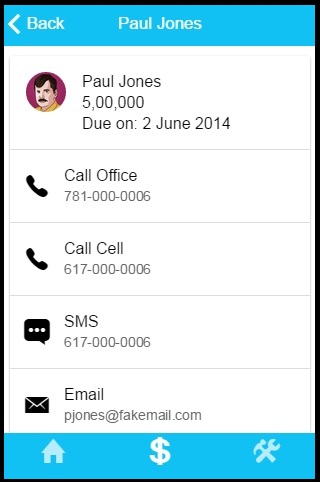 Back
Paul Jones
Paul Jones
5,00,000
Due on: 2 June 2014
Call Office
781-000-0006
Call Cell
617-000-0006
SMS
617-000-0006
Email
pjones@fakemail.com
$